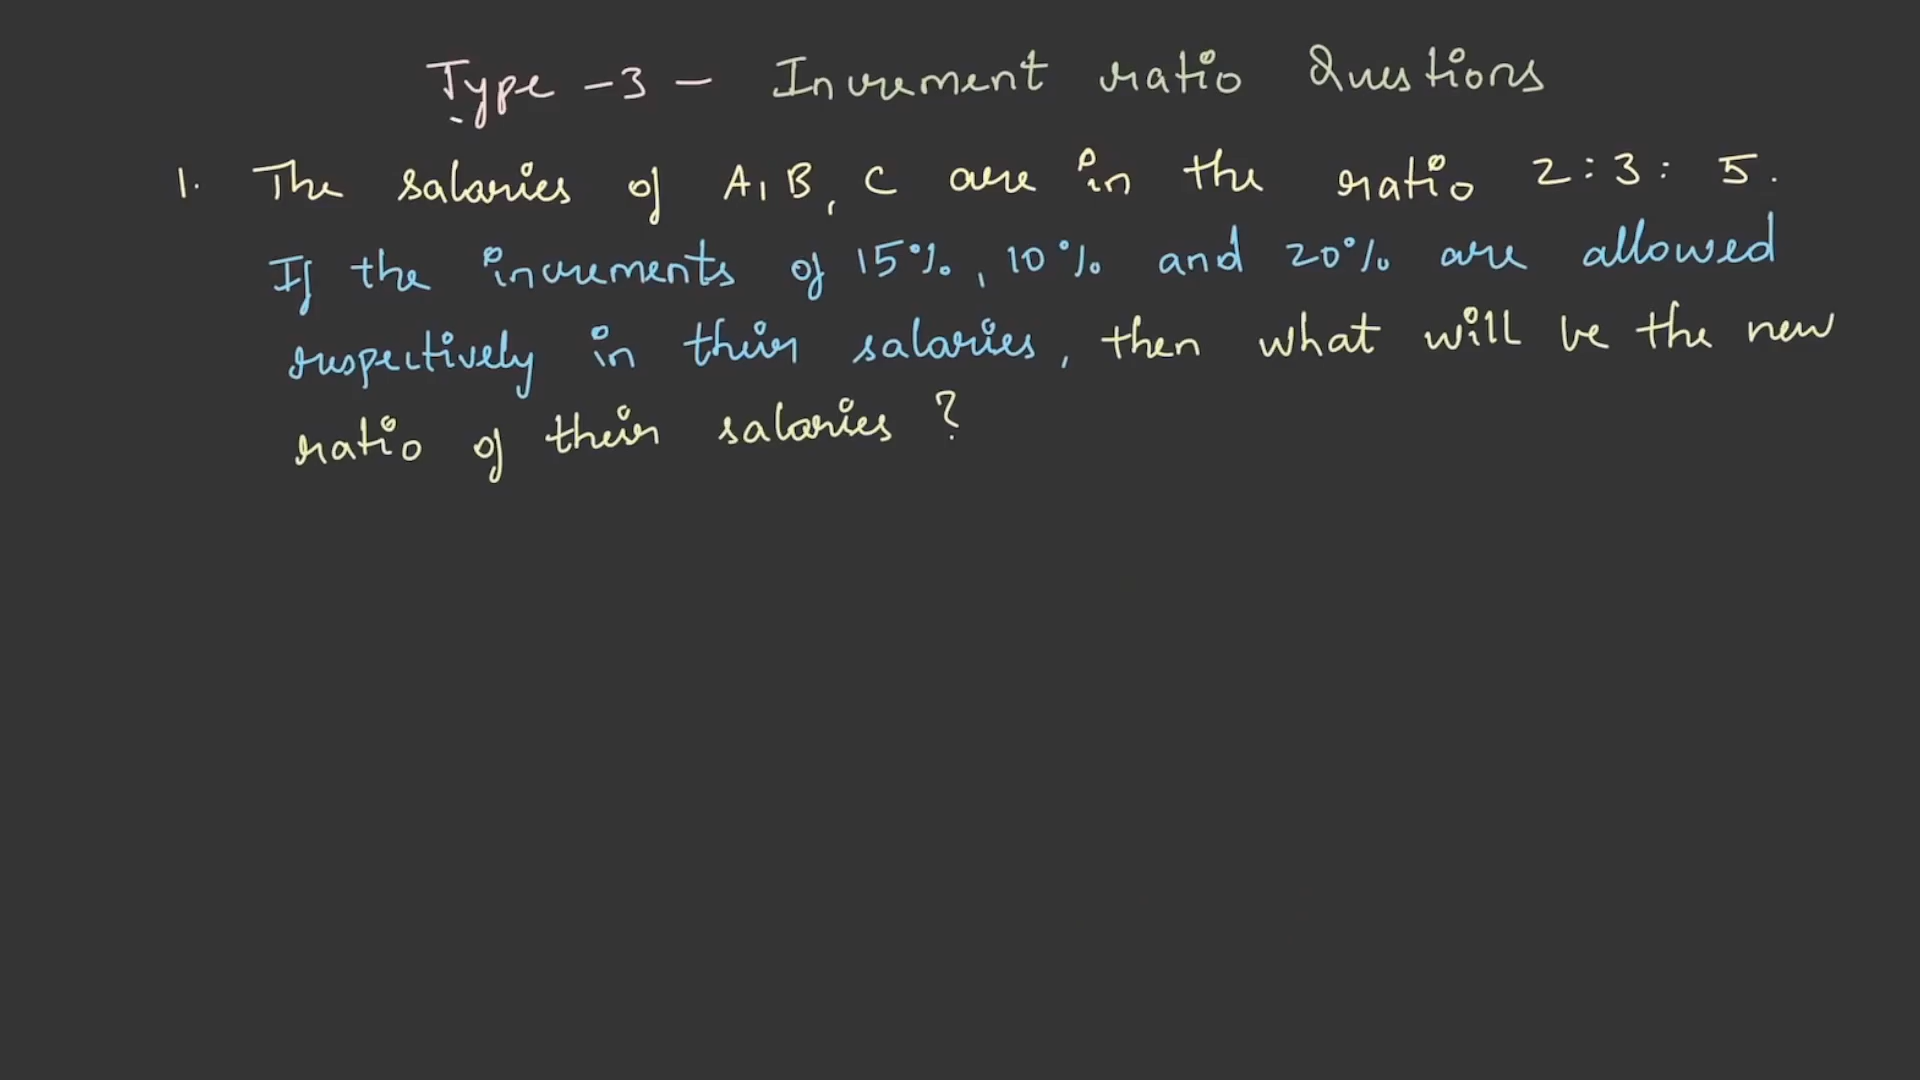 Type -3 - Increment ratio Questions
1. The salaries of A, B, C are in the ratio 2:3: 5.
If the increments of 15%, 10% and 20% are allowed
respectively in their salaries, then what will be the new
ratio of their salaries ?